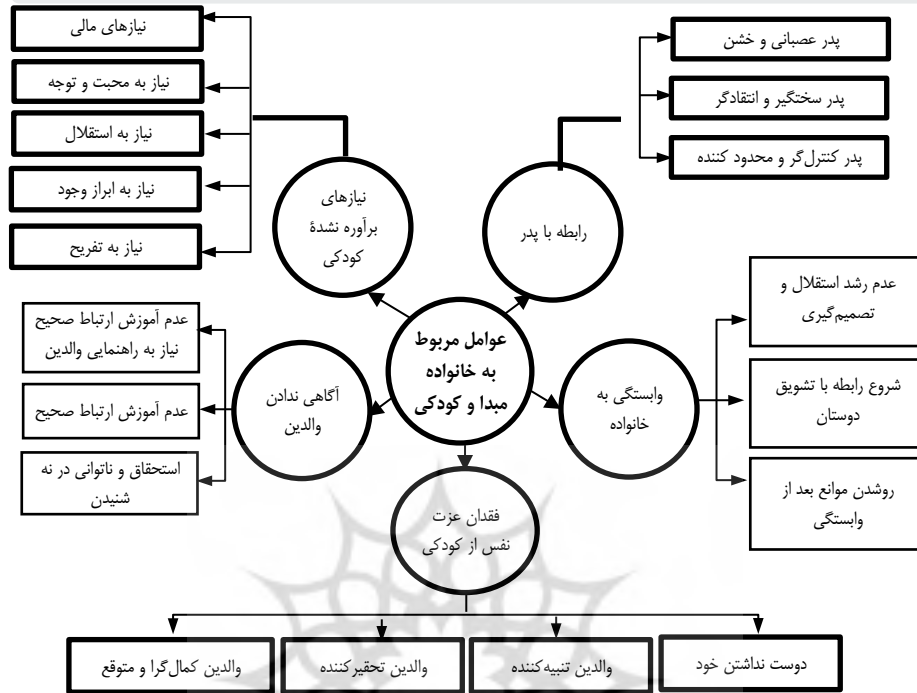 نیازهای مالی
نیاز به محبت و توجه
نیاز به استقلال
نیاز به ابراز وجود
نیاز به تفریح
پدر عصبانی و خشن
پدر سختگیر و انتقادگر
پدر کنترل‌گر و محدود کننده
نیازهای
برآوره نشدۀ
کودکی
رابطه با پدر
عوامل مربوط
به خانواده
مبدا و کودکی
عدم رشد استقلال و
تصمیم‌گیری
شروع رابطه با تشویق
دوستان
روشدن موانع بعد از
وابستگی
وابستگی به
خانواده
آگاهی ندادن
والدین
عدم آموزش ارتباط صحیح
نیاز به راهنمایی والدین
عدم آموزش ارتباط صحیح
استحقاق و ناتوانی در نه
شنیدن
فقدان عزت
نفس از کودکی
دوست نداشتن خود
والدین تنبیه‌کننده
والدین تحقیرکننده
والدین کمال‌گرا و متوقع